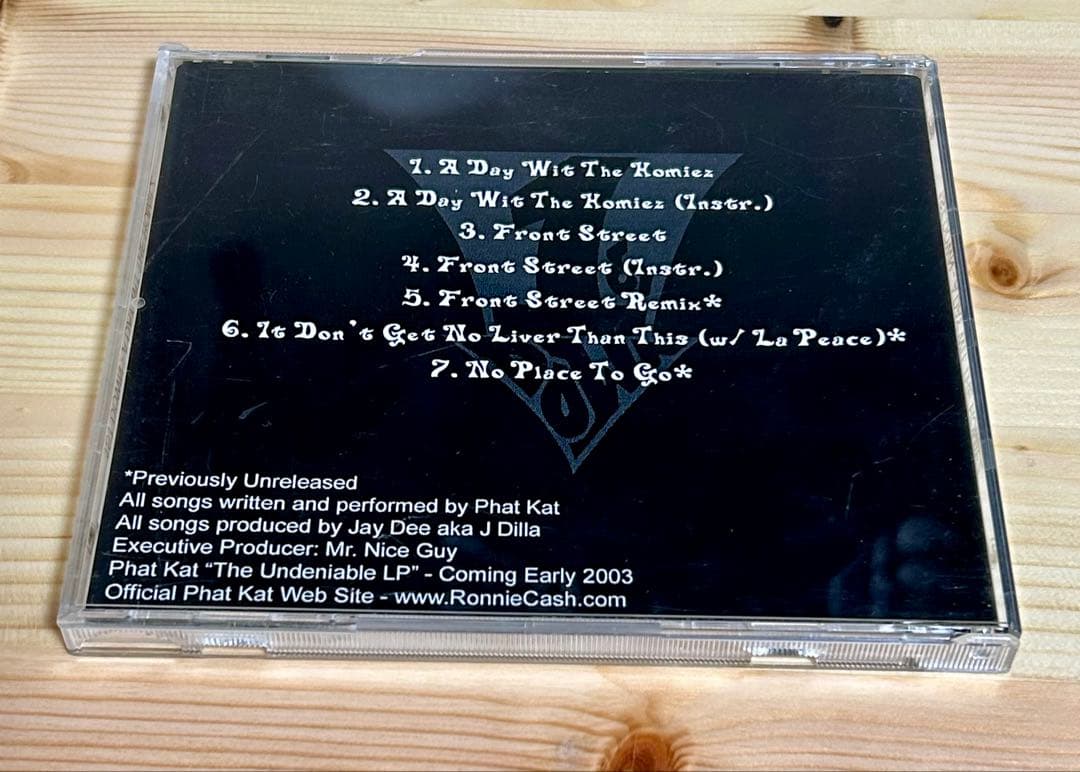 1. A Day Wit The Homiez
2. A Day Wit The Homiez (Instr.)
3. Front Street
4. Front Street (Instr.)
5. Front Street Remix*
6. It Don't Get No Liver Than This (w/ La Peace)*
7. No Place To Go*
*Previously Unreleased
All songs written and performed by Phat Kat
All songs produced by Jay Dee aka J Dilla
Executive Producer: Mr. Nice Guy
Phat Kat “The Undeniable LP” - Coming Early 2003
Official Phat Kat Web Site - www.RonnieCash.com